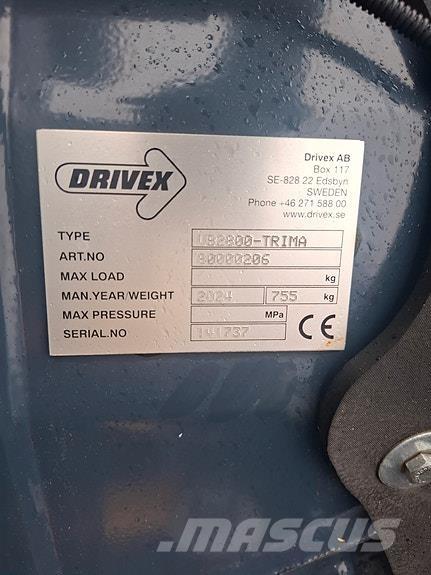 DRIVEX
Drivex AB
Box 117
SE-828 22 Edsbyn
SWEDEN
Phone +46 271 588 00
www.drivex.se
TYPE UB2800-TRIMA
ART.NO 80000206
MAX LOAD kg
MAN.YEAR/WEIGHT 2024 755 kg
MAX PRESSURE MPa
SERIAL.NO 141737
CE
MASCUS